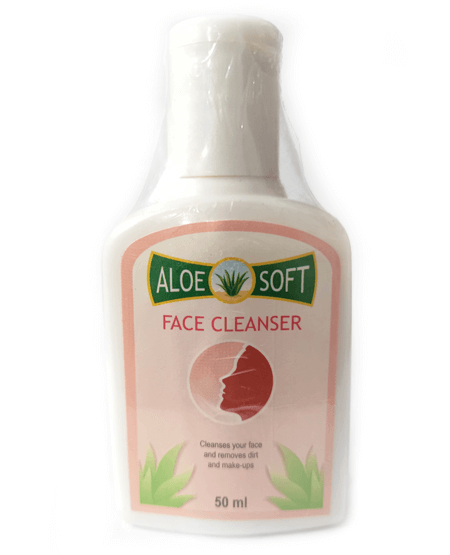 ALOE SOFT
FACE CLEANSER
Cleanses your face
and removes dirt
and make-ups
50 ml